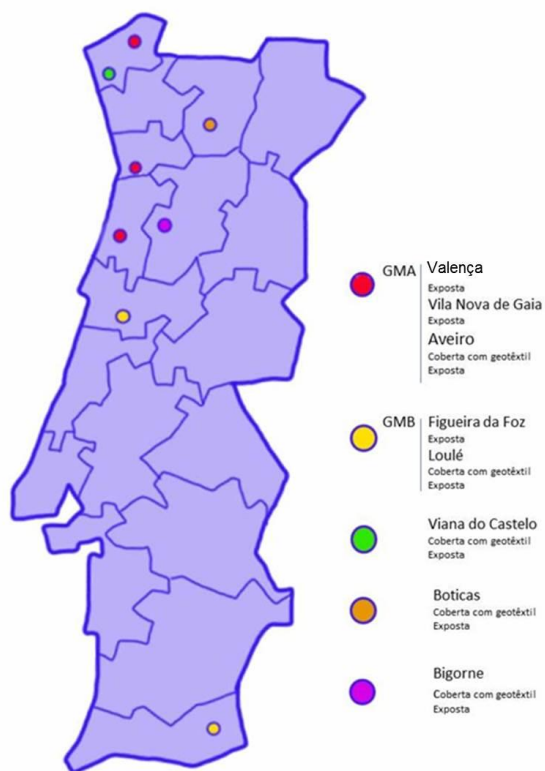 GMA
Valença
Exposta
Vila Nova de Gaia
Exposta
Aveiro
Coberta com geotêxtil
Exposta
GMB
Figueira da Foz
Exposta
Loulé
Coberta com geotêxtil
Exposta
Viana do Castelo
Coberta com geotêxtil
Exposta
Boticas
Coberta com geotêxtil
Exposta
Bigorne
Coberta com geotêxtil
Exposta